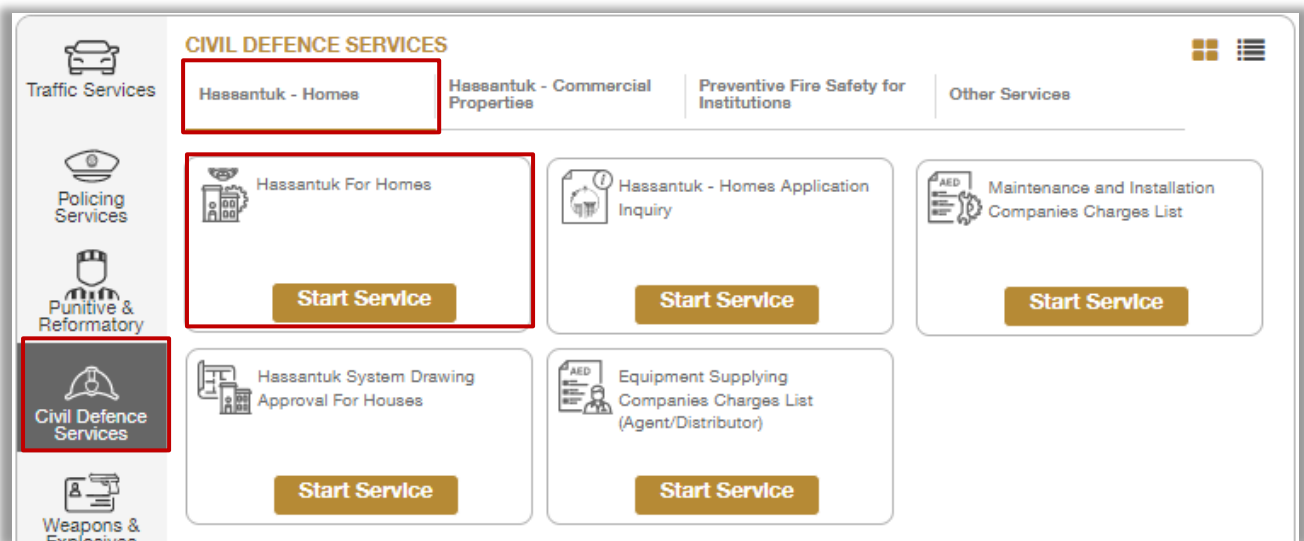 Traffic Services
Policing
Services
Punitive &
Reformatory
Civil Defence
Services
Weapons &
Explosives
CIVIL DEFENCE SERVICES
Hassantuk - Homes
Hassantuk - Commercial
Properties
Preventive Fire Safety for
Institutions
Other Services
Hassantuk For Homes
Start Service
Hassantuk - Homes Application
Inquiry
Start Service
AED
Maintenance and Installation
Companies Charges List
Start Service
Hassantuk System Drawing
Approval For Houses
Start Service
AED
Equipment Supplying
Companies Charges List
(Agent/Distributor)
Start Service